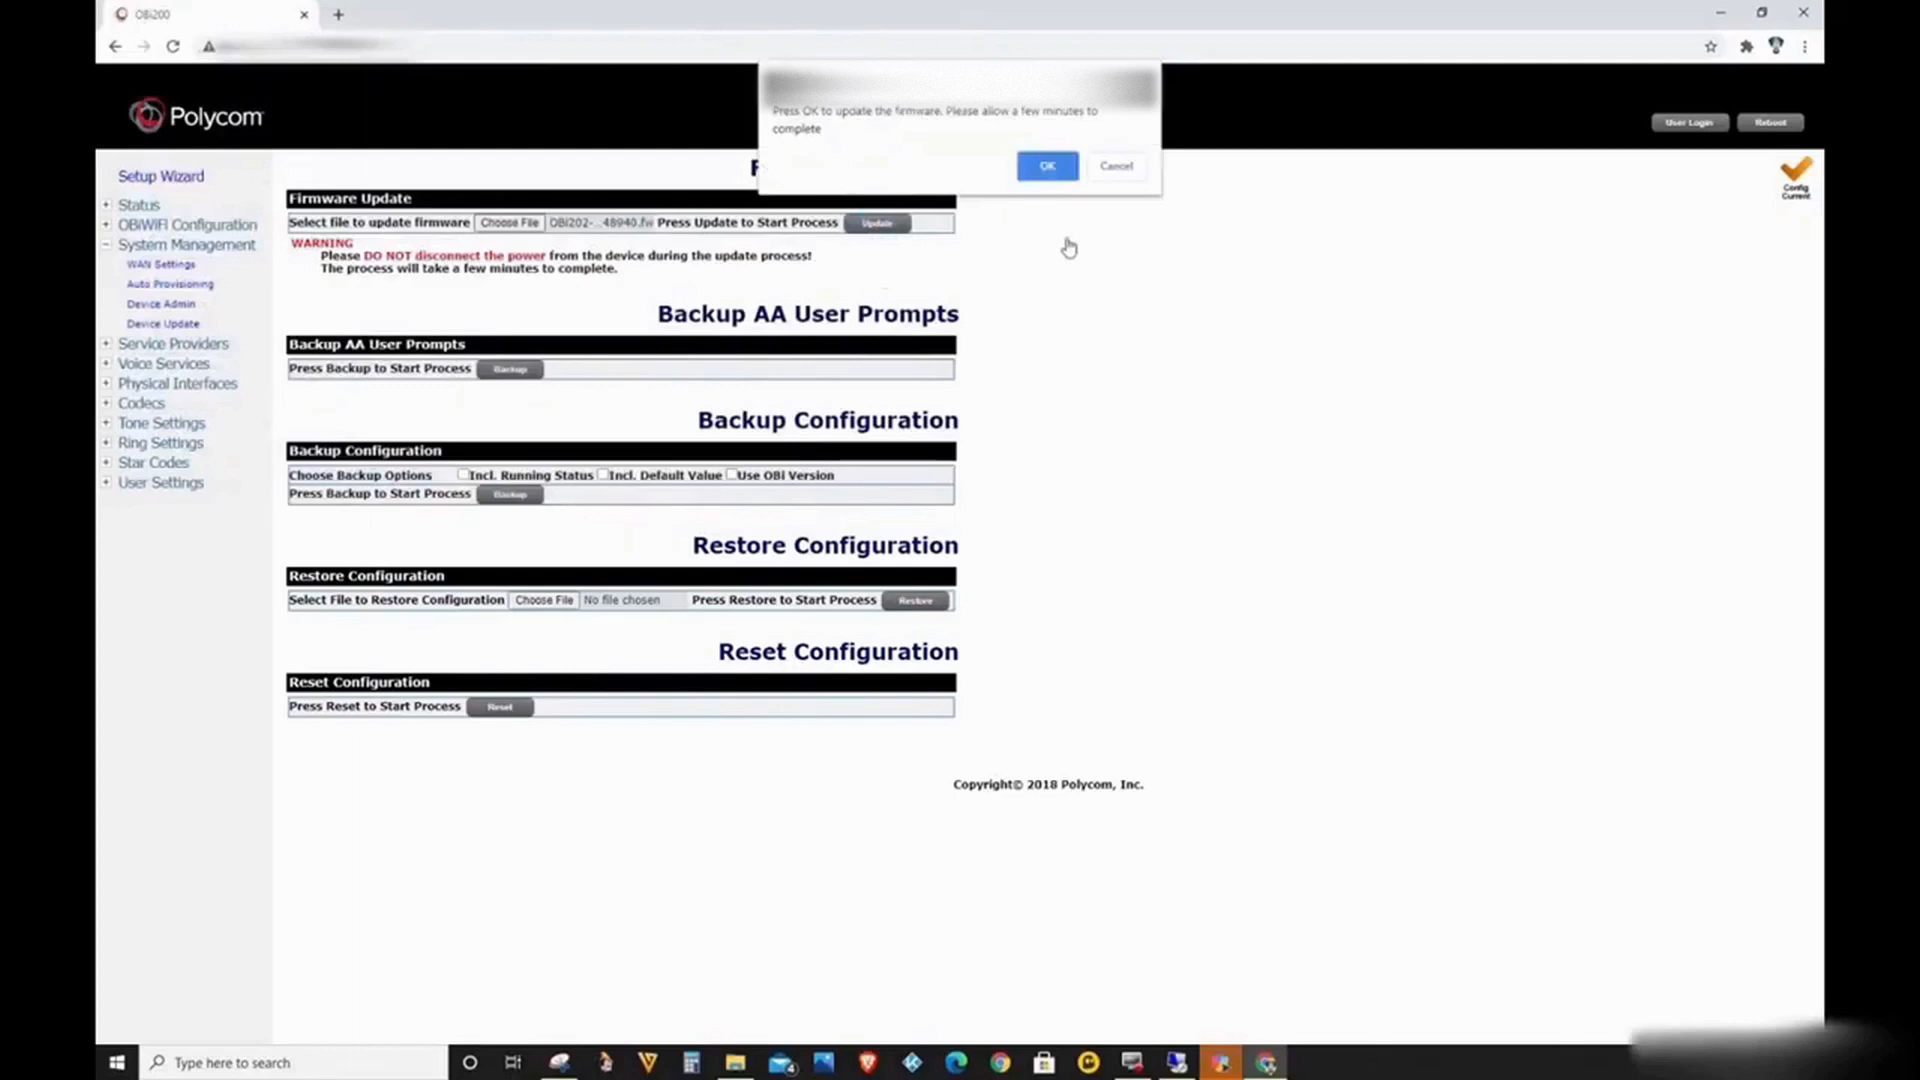 OBi200
Press OK to update the firmware. Please allow a few minutes to
complete
OK
Cancel
Polycom
User Login
Reboot
Config
Current
Setup Wizard
Status
OBiWiFi Configuration
System Management
WAN Settings
Auto Provisioning
Device Admin
Device Update
Service Providers
Voice Services
Physical Interfaces
Codecs
Tone Settings
Ring Settings
Star Codes
User Settings
F
Firmware Update
Select file to update firmware Choose File OBi202-...48940.fw Press Update to Start Process Update
WARNING
Please DO NOT disconnect the power from the device during the update process!
The process will take a few minutes to complete.
Backup AA User Prompts
Backup AA User Prompts
Press Backup to Start Process Backup
Backup Configuration
Backup Configuration
Choose Backup Options Incl. Running Status Incl. Default Value Use OBi Version
Press Backup to Start Process Backup
Restore Configuration
Restore Configuration
Select File to Restore Configuration Choose File No file chosen Press Restore to Start Process Restore
Reset Configuration
Reset Configuration
Press Reset to Start Process Reset
Copyright© 2018 Polycom, Inc.
Type here to search
4